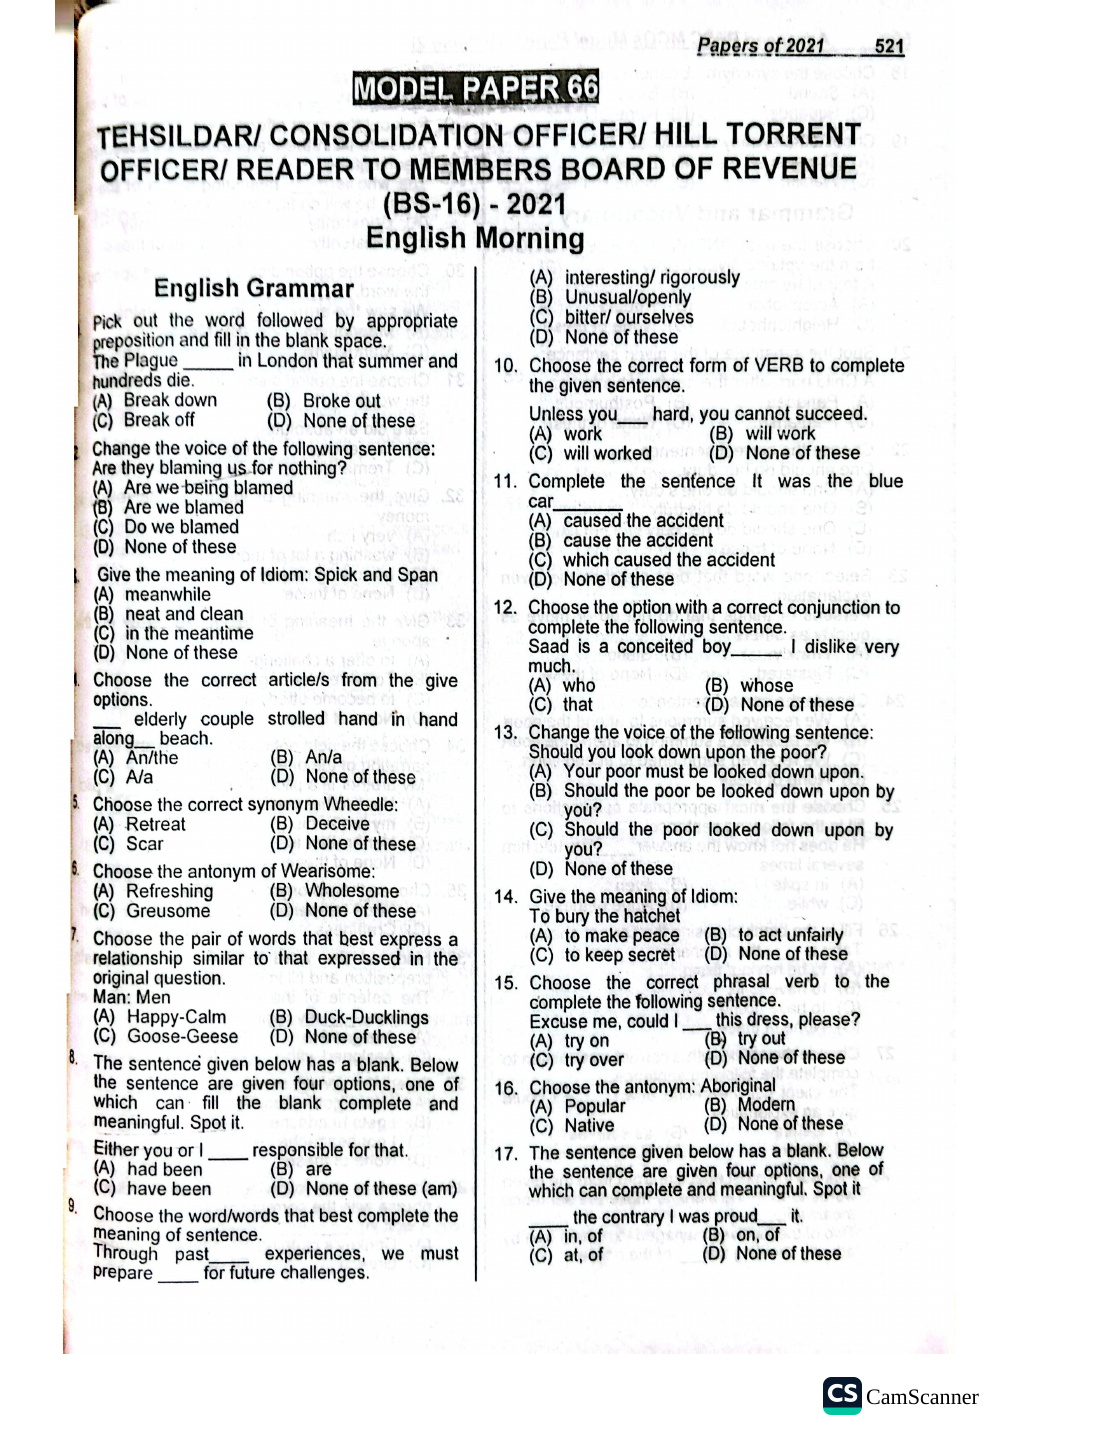 Papers of 2021 521
MODEL PAPER 66
TEHSILDAR/ CONSOLIDATION OFFICER/ HILL TORRENT
OFFICER/ READER TO MEMBERS BOARD OF REVENUE
(BS-16) - 2021
English Morning
English Grammar
Pick out the word followed by appropriate
preposition and fill in the blank space.
The Plague _____ in London that summer and
hundreds die.
(A) Break down (B) Broke out
(C) Break off (D) None of these
Change the voice of the following sentence:
Are they blaming us for nothing?
(A) Are we being blamed
(B) Are we blamed
(C) Do we blamed
(D) None of these
Give the meaning of Idiom: Spick and Span
(A) meanwhile
(B) neat and clean
(C) in the meantime
(D) None of these
Choose the correct article/s from the give
options.
___ elderly couple strolled hand in hand
along__ beach.
(A) An/the (B) An/a
(C) A/a (D) None of these
5. Choose the correct synonym Wheedle:
(A) Retreat (B) Deceive
(C) Scar (D) None of these
6. Choose the antonym of Wearisome:
(A) Refreshing (B) Wholesome
(C) Greusome (D) None of these
7. Choose the pair of words that best express a
relationship similar to that expressed in the
original question.
Man: Men
(A) Happy-Calm (B) Duck-Ducklings
(C) Goose-Geese (D) None of these
8. The sentence given below has a blank. Below
the sentence are given four options, one of
which can fill the blank complete and
meaningful. Spot it.
Either you or I ____ responsible for that.
(A) had been (B) are
(C) have been (D) None of these (am)
9. Choose the word/words that best complete the
meaning of sentence.
Through past____ experiences, we must
prepare ____ for future challenges.
(A) interesting/ rigorously
(B) Unusual/openly
(C) bitter/ ourselves
(D) None of these
10. Choose the correct form of VERB to complete
the given sentence.
Unless you___ hard, you cannot succeed.
(A) work (B) will work
(C) will worked (D) None of these
11. Complete the sentence It was the blue
car_______
(A) caused the accident
(B) cause the accident
(C) which caused the accident
(D) None of these
12. Choose the option with a correct conjunction to
complete the following sentence.
Saad is a conceited boy_____ I dislike very
much.
(A) who (B) whose
(C) that (D) None of these
13. Change the voice of the following sentence:
Should you look down upon the poor?
(A) Your poor must be looked down upon.
(B) Should the poor be looked down upon by
you?
(C) Should the poor looked down upon by
you?
(D) None of these
14. Give the meaning of Idiom:
To bury the hatchet
(A) to make peace (B) to act unfairly
(C) to keep secret (D) None of these
15. Choose the correct phrasal verb to the
complete the following sentence.
Excuse me, could I ___ this dress, please?
(A) try on (B) try out
(C) try over (D) None of these
16. Choose the antonym: Aboriginal
(A) Popular (B) Modern
(C) Native (D) None of these
17. The sentence given below has a blank. Below
the sentence are given four options, one of
which can complete and meaningful. Spot it
____ the contrary I was proud___ it.
(A) in, of (B) on, of
(C) at, of (D) None of these
CS CamScanner